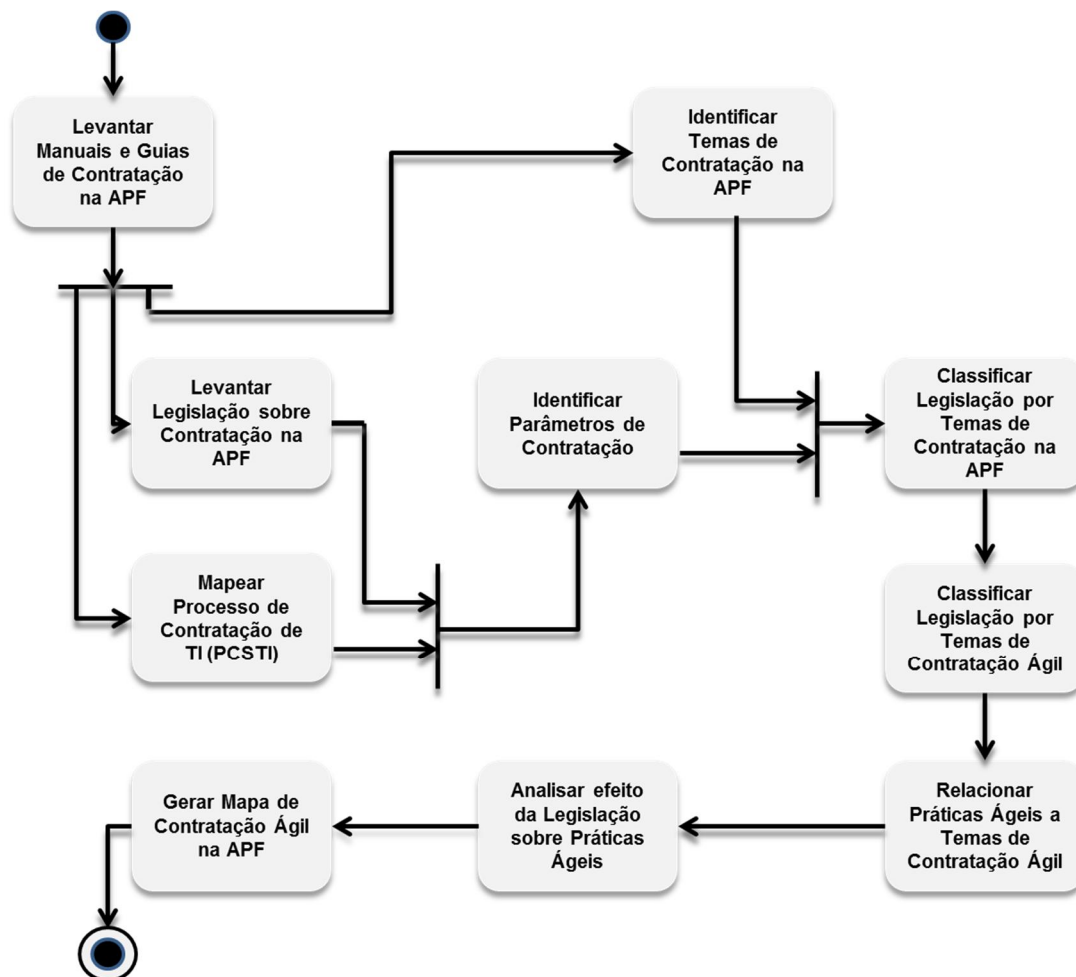 Levantar
Manuais e Guias
de Contratação
na APF
Identificar
Temas de
Contratação na
APF
Levantar
Legislação sobre
Contratação na
APF
Identificar
Parâmetros de
Contratação
Classificar
Legislação por
Temas de
Contratação na
APF
Mapear
Processo de
Contratação de
TI (PCSTI)
Classificar
Legislação por
Temas de
Contratação Ágil
Gerar Mapa de
Contratação Ágil
na APF
Analisar efeito
da Legislação
sobre Práticas
Ágeis
Relacionar
Práticas Ágeis a
Temas de
Contratação Ágil